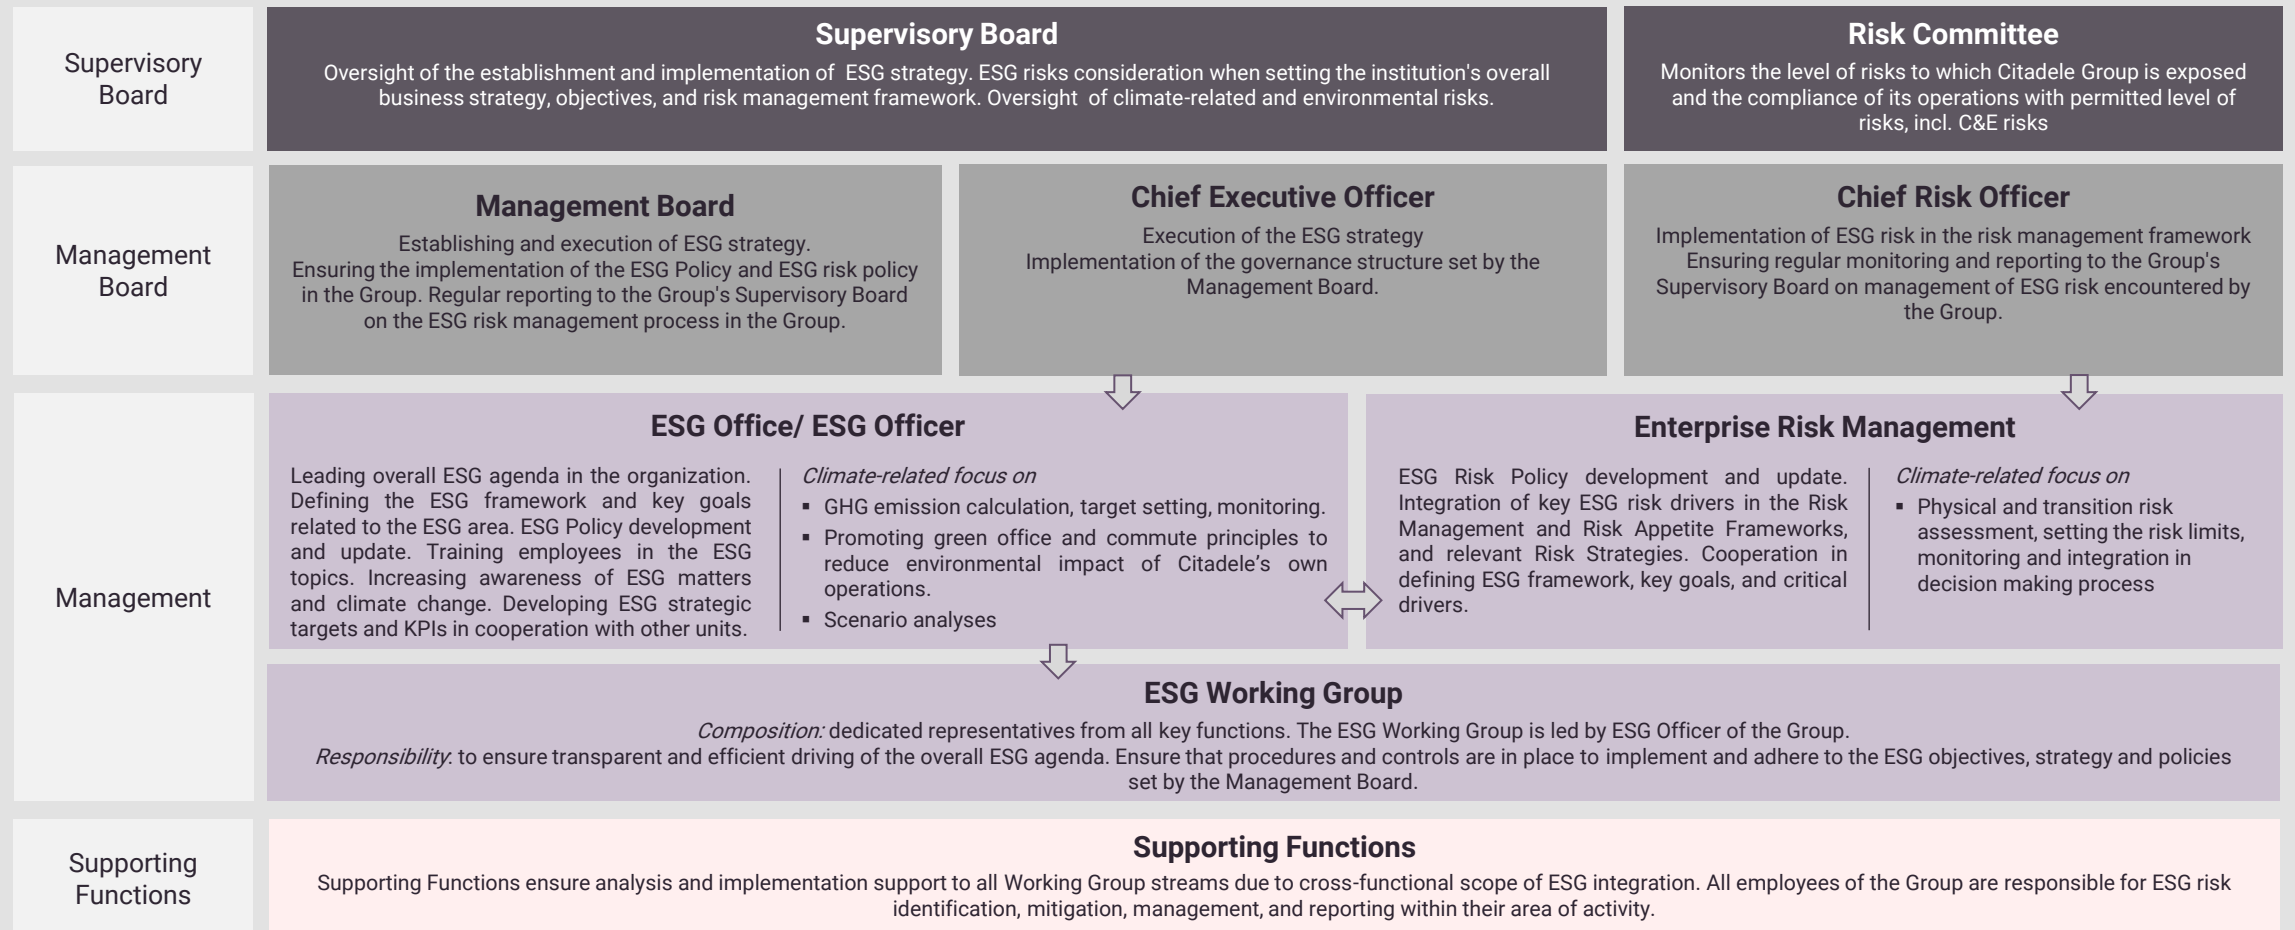 Supervisory
Board
Supervisory Board
Oversight of the establishment and implementation of  ESG strategy. ESG risks consideration when setting the institution's overall
business strategy, objectives, and risk management framework. Oversight  of climate-related and environmental risks.
Risk Committee
Monitors the level of risks to which Citadele Group is exposed
and the compliance of its operations with permitted level of
risks, incl. C&E risks
Management
Board
Management Board
Establishing and execution of ESG strategy.
Ensuring the implementation of the ESG Policy and ESG risk policy
in the Group. Regular reporting to the Group's Supervisory Board
on the ESG risk management process in the Group.
Chief Executive Officer
Execution of the ESG strategy
Implementation of the governance structure set by the
Management Board.
Chief Risk Officer
Implementation of ESG risk in the risk management framework
Ensuring regular monitoring and reporting to the Group's
Supervisory Board on management of ESG risk encountered by
the Group.
Management
ESG Office/ ESG Officer
Leading overall ESG agenda in the organization.
Defining the ESG framework and key goals
related to the ESG area. ESG Policy development
and update. Training employees in the ESG
topics. Increasing awareness of ESG matters
and climate change. Developing ESG strategic
targets and KPIs in cooperation with other units.
Climate-related focus on
▪ GHG emission calculation, target setting, monitoring.
▪ Promoting green office and commute principles to
reduce environmental impact of Citadele’s own
operations.
▪ Scenario analyses
Enterprise Risk Management
ESG Risk Policy development and update.
Integration of key ESG risk drivers in the Risk
Management and Risk Appetite Frameworks,
and relevant Risk Strategies. Cooperation in
defining ESG framework, key goals, and critical
drivers.
Climate-related focus on
▪ Physical and transition risk
assessment, setting the risk limits,
monitoring and integration in
decision making process
ESG Working Group
Composition: dedicated representatives from all key functions. The ESG Working Group is led by ESG Officer of the Group.
Responsibility: to ensure transparent and efficient driving of the overall ESG agenda. Ensure that procedures and controls are in place to implement and adhere to the ESG objectives, strategy and policies
set by the Management Board.
Supporting
Functions
Supporting Functions
Supporting Functions ensure analysis and implementation support to all Working Group streams due to cross-functional scope of ESG integration. All employees of the Group are responsible for ESG risk
identification, mitigation, management, and reporting within their area of activity.